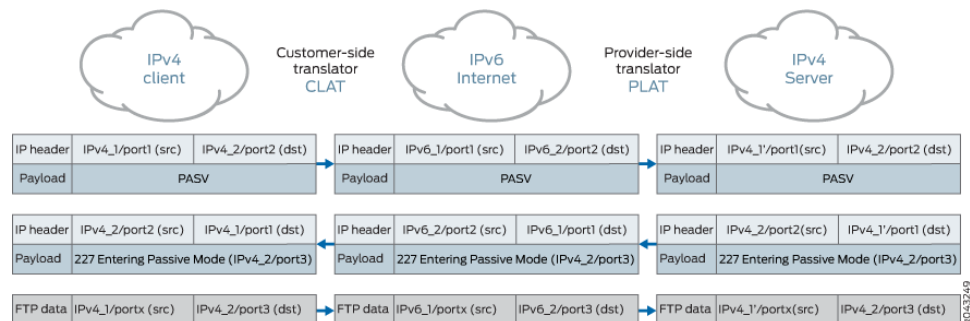 IPv4
client
Customer-side
translator
CLAT
IPv6
Internet
Provider-side
translator
PLAT
IPv4
Server
IP header IPv4_1/port1 (src) IPv4_2/port2 (dst) IP header IPv6_1/port1 (src) IPv6_2/port2 (dst) IP header IPv4_1'/port1(src) IPv4_2/port2 (dst)
Payload PASV Payload PASV Payload PASV
IP header IPv4_2/port2 (src) IPv4_1/port1 (dst) IP header IPv6_2/port2 (src) IPv6_1/port1 (dst) IP header IPv4_2/port2(src) IPv4_1'/port1 (dst)
Payload 227 Entering Passive Mode (IPv4_2/port3) Payload 227 Entering Passive Mode (IPv4_2/port3) Payload 227 Entering Passive Mode (IPv4_2/port3)
FTP data IPv4_1/portx (src) IPv4_2/port3 (dst) FTP data IPv6_1/portx (src) IPv6_2/port3 (dst) FTP data IPv4_1'/portx(src) IPv4_2/port3 (dst)
g043249